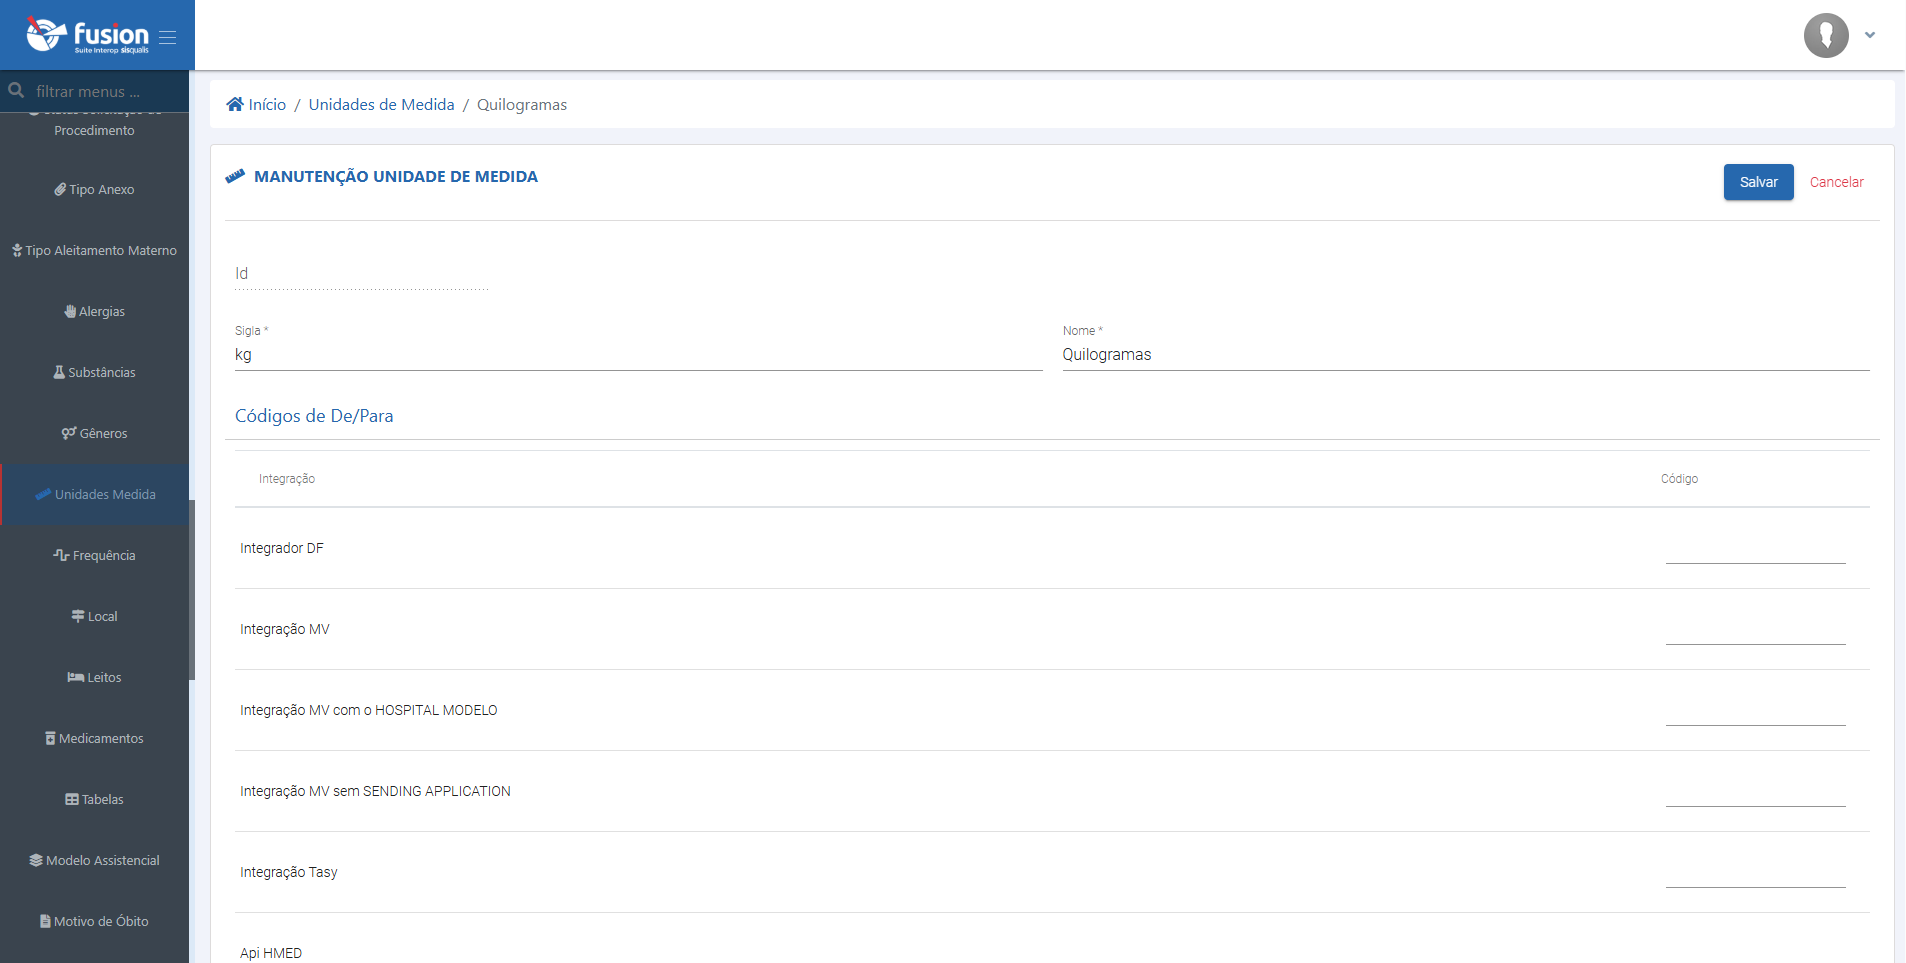 fusion
Suite Interop sisqualis
filtrar menus ...
Procedimento
Tipo Anexo
Tipo Aleitamento Materno
Alergias
Substâncias
Gêneros
Unidades Medida
Frequência
Local
Leitos
Medicamentos
Tabelas
Modelo Assistencial
Motivo de Óbito
Início / Unidades de Medida / Quilogramas
MANUTENÇÃO UNIDADE DE MEDIDA
Salvar Cancelar
Id
Sigla * Nome *
kg Quilogramas
Códigos de De/Para
Integração Código
Integrador DF
Integração MV
Integração MV com o HOSPITAL MODELO
Integração MV sem SENDING APPLICATION
Integração Tasy
Api HMED